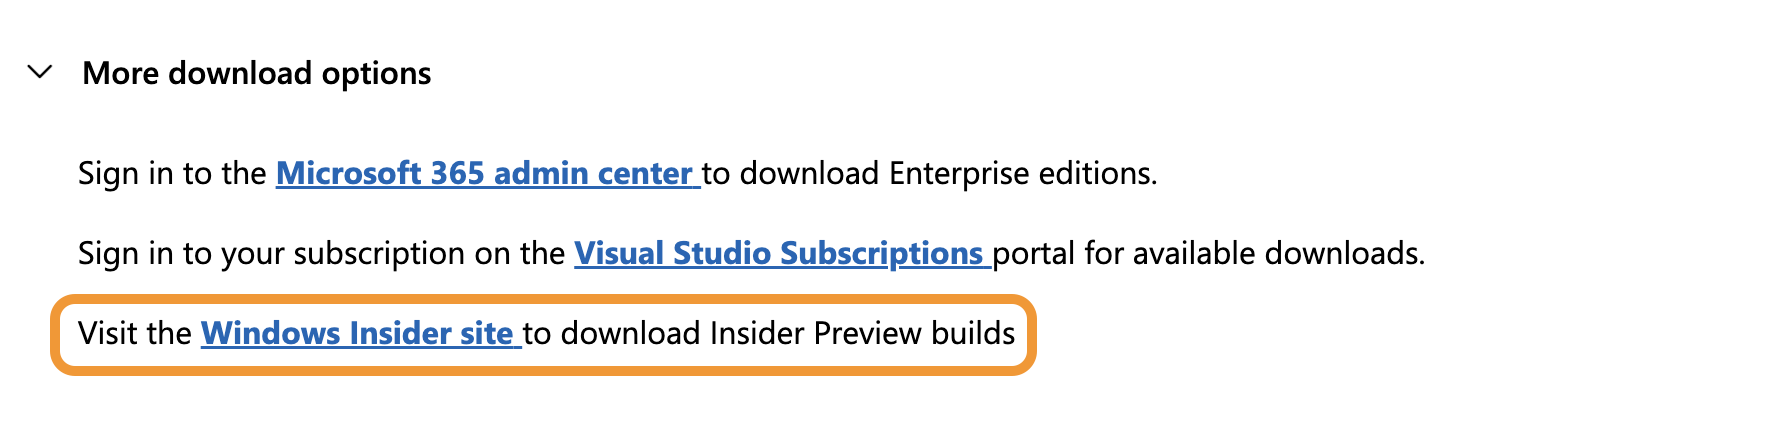 More download options
Sign in to the Microsoft 365 admin center to download Enterprise editions.
Sign in to your subscription on the Visual Studio Subscriptions portal for available downloads.
Visit the Windows Insider site to download Insider Preview builds